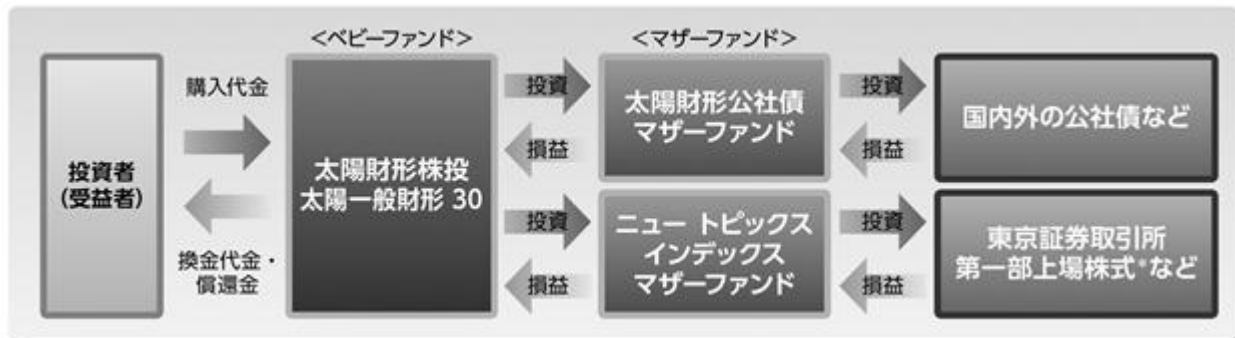 ＜ベビーファンド＞
＜マザーファンド＞
投資者
(受益者)
購入代金
換金代金・
償還金
太陽財形株投
太陽一般財形 30
投資
損益
投資
損益
太陽財形公社債
マザーファンド
ニュー トピックス
インデックス
マザーファンド
投資
損益
投資
損益
国内外の公社債など
東京証券取引所
第一部上場株式※など